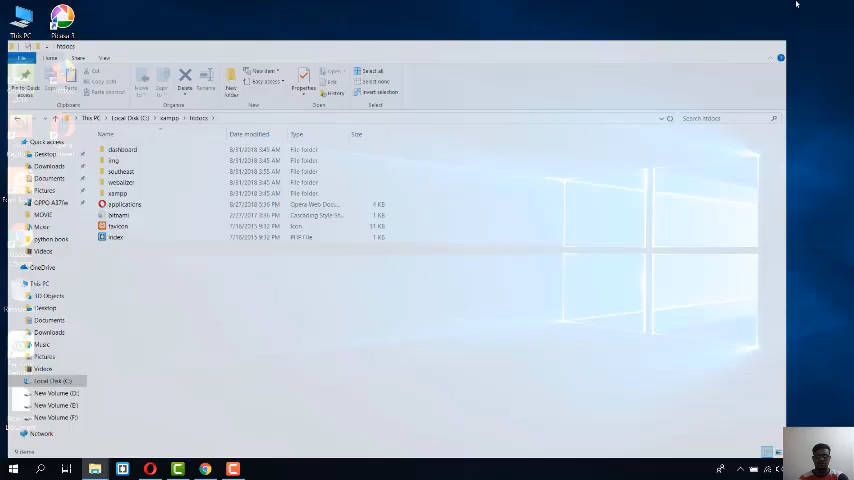 This PC
Picasa 3
htdocs
File Home Share View
Pin to Quick access
Copy
Paste
Cut
Copy path
Paste shortcut
Clipboard
Move to
Copy to
Delete
Rename
Organize
New folder
New item
Easy access
New
Properties
Open
Edit
History
Open
Select all
Select none
Invert selection
Select
This PC > Local Disk (C:) > xampp > htdocs >
Search htdocs
Name Date modified Type Size
dashboard 8/31/2018 3:45 AM File folder
img 8/31/2018 3:45 AM File folder
southeast 8/31/2018 3:55 AM File folder
webalizer 8/31/2018 3:45 AM File folder
xampp 8/31/2018 3:45 AM File folder
applications 8/27/2018 5:36 PM Opera Web Docu... 4 KB
bitnami 2/27/2017 3:36 PM Cascading Style Sh... 1 KB
favicon 7/16/2015 9:32 PM Icon 31 KB
index 7/16/2015 9:32 PM PHP File 1 KB
Quick access
Desktop
Downloads
Documents
Pictures
OPPO A37fw
MOVIE
Music
python book
Videos
OneDrive
This PC
3D Objects
Desktop
Documents
Downloads
Music
Pictures
Videos
Local Disk (C:)
New Volume (D:)
New Volume (E:)
New Volume (F:)
Network
9 items